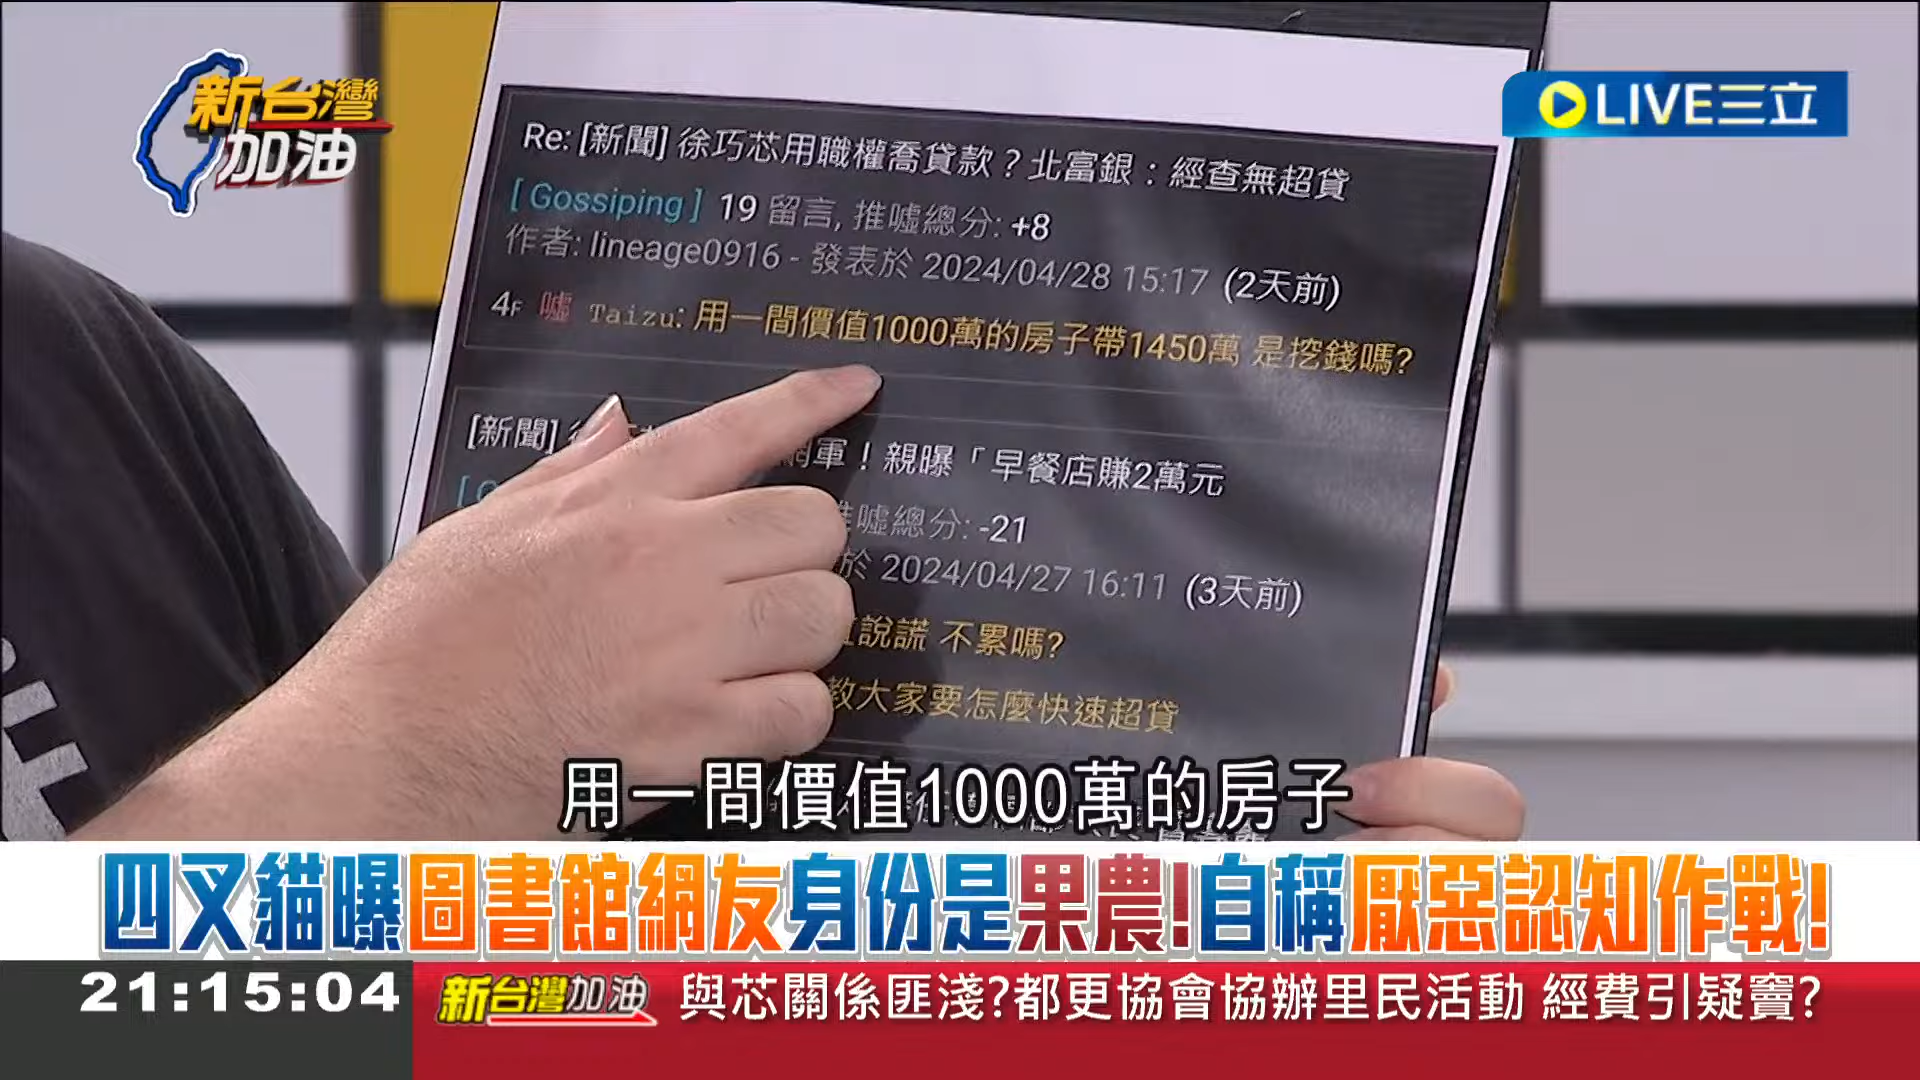 新台灣
加油
LIVE三立
Re: [新聞] 徐巧芯用職權喬貸款？北富銀：經查無超貸
[ Gossiping ] 19 留言, 推噓總分: +8
作者: lineage0916 - 發表於 2024/04/28 15:17 (2天前)
4F 噓 Taizu: 用一間價值1000萬的房子帶1450萬 是挖錢嗎?
[新聞] 網軍！親曝「早餐店賺2萬元
推噓總分: -21
於 2024/04/27 16:11 (3天前)
說謊 不累嗎?
教大家要怎麼快速超貸
用一間價值1000萬的房子
四叉貓曝圖書館網友身份是果農!自稱厭惡認知作戰!
21:15:04
新台灣加油 與芯關係匪淺?都更協會協辦里民活動 經費引疑竇?